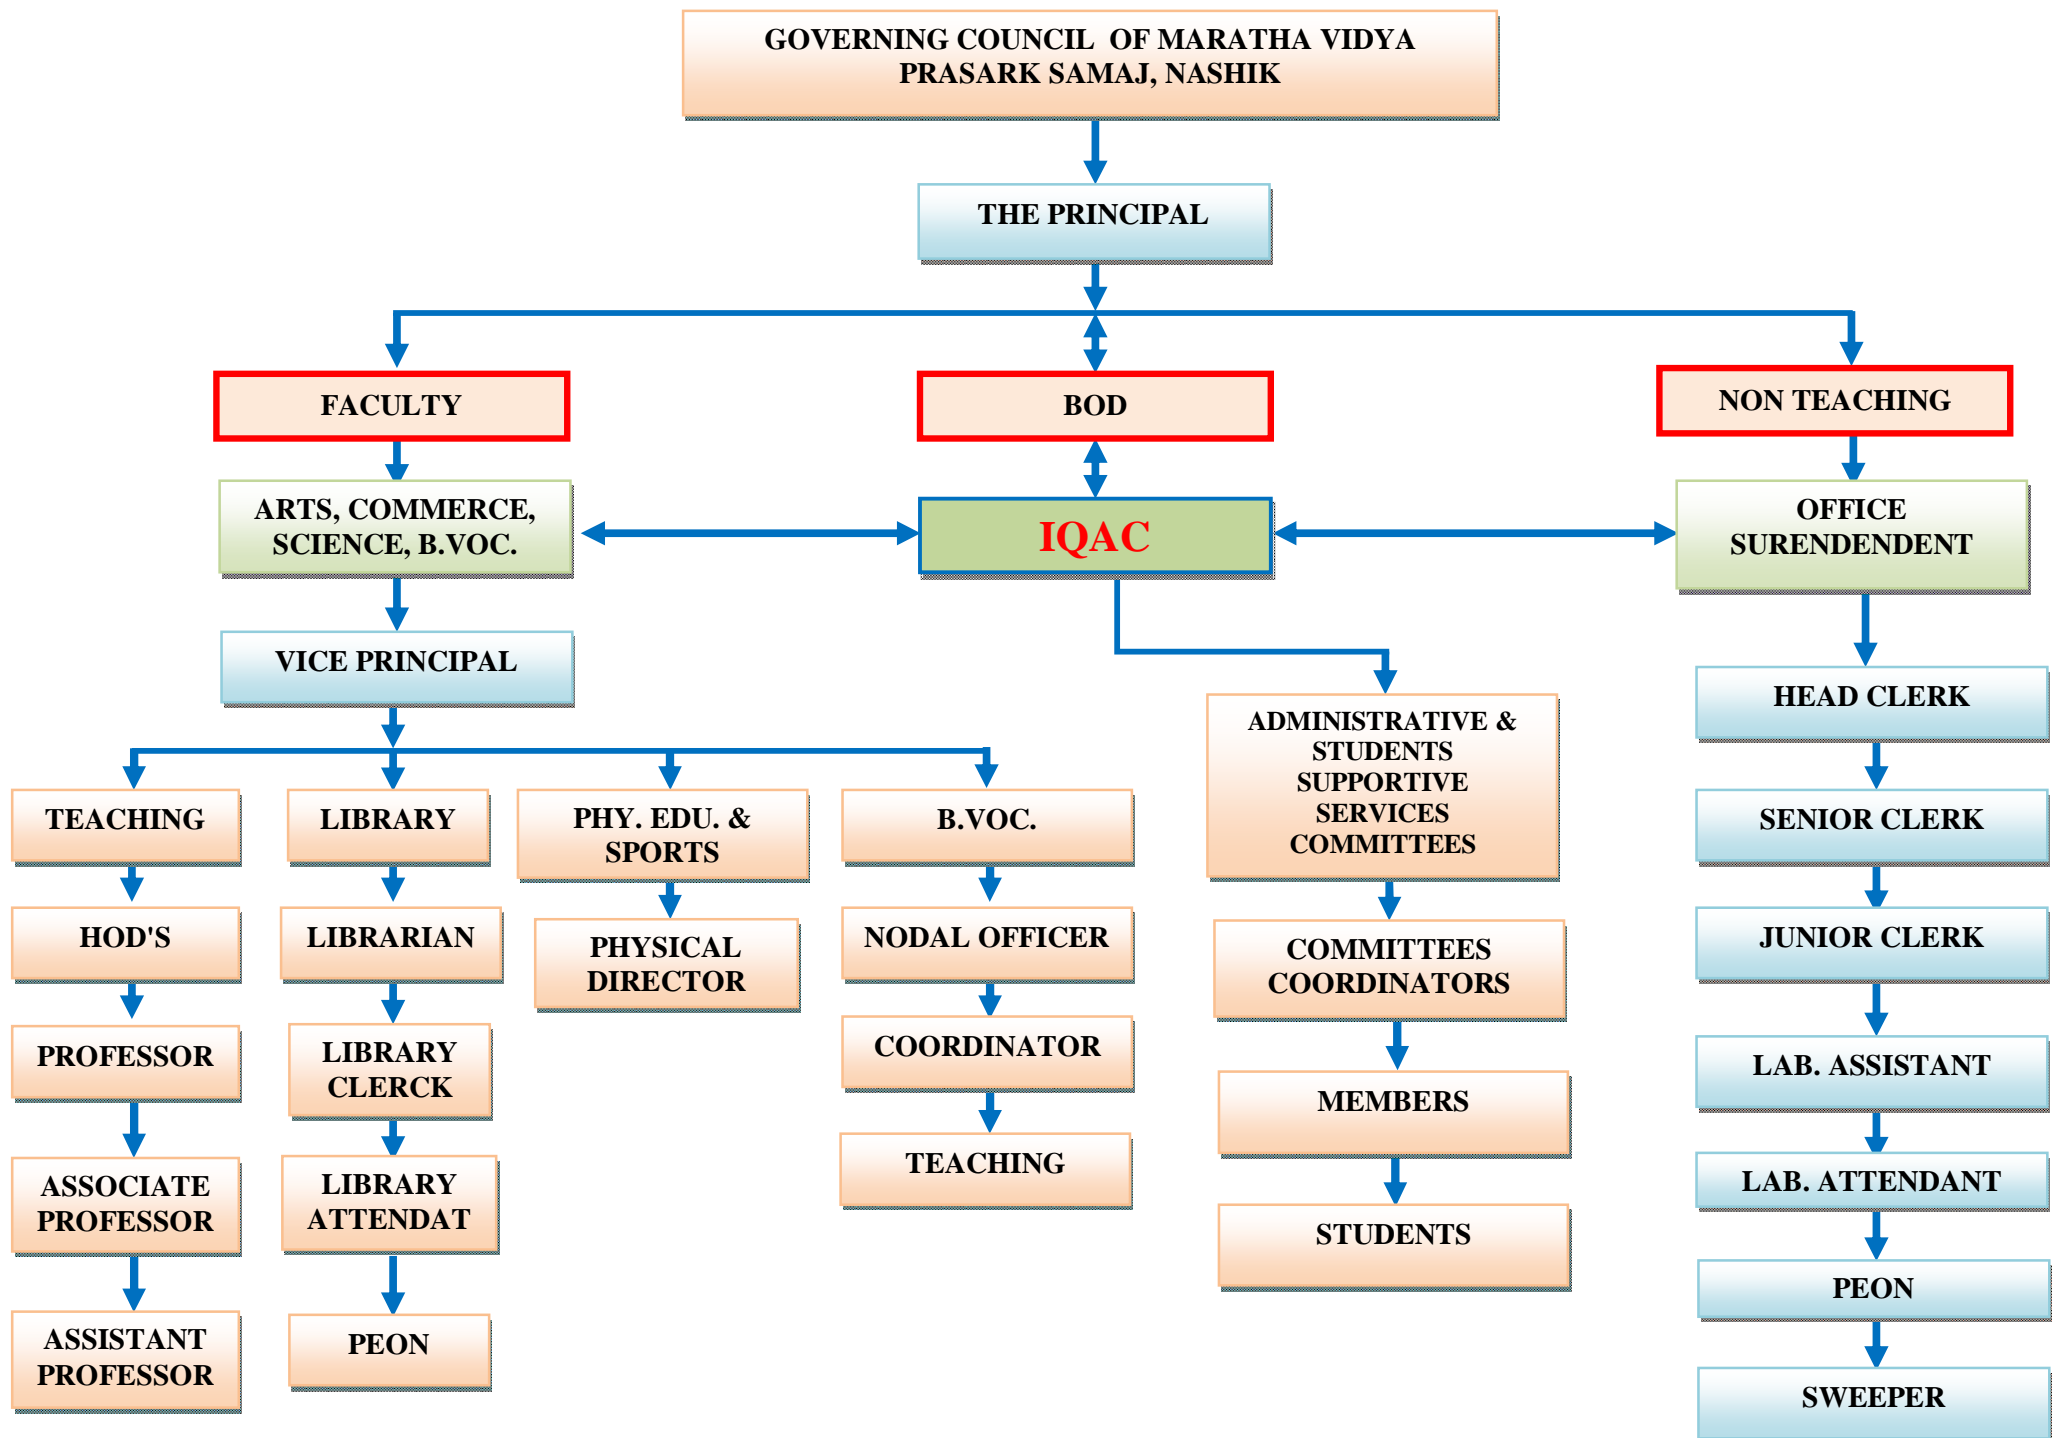 GOVERNING COUNCIL OF MARATHA VIDYA
PRASARK SAMAJ, NASHIK
THE PRINCIPAL
FACULTY
BOD
NON TEACHING
ARTS, COMMERCE,
SCIENCE, B.VOC.
IQAC
OFFICE
SURENDENDENT
VICE PRINCIPAL
ADMINISTRATIVE &
STUDENTS
SUPPORTIVE
SERVICES
COMMITTEES
HEAD CLERK
TEACHING
LIBRARY
PHY. EDU. &
SPORTS
B.VOC.
SENIOR CLERK
HOD'S
LIBRARIAN
PHYSICAL
DIRECTOR
NODAL OFFICER
COMMITTEES
COORDINATORS
JUNIOR CLERK
PROFESSOR
LIBRARY
CLERCK
COORDINATOR
MEMBERS
LAB. ASSISTANT
ASSOCIATE
PROFESSOR
LIBRARY
ATTENDAT
TEACHING
STUDENTS
LAB. ATTENDANT
PEON
ASSISTANT
PROFESSOR
PEON
SWEEPER